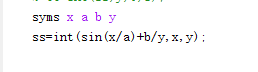 syms x a b y
ss=int(sin(x/a)+b/y,x,y);